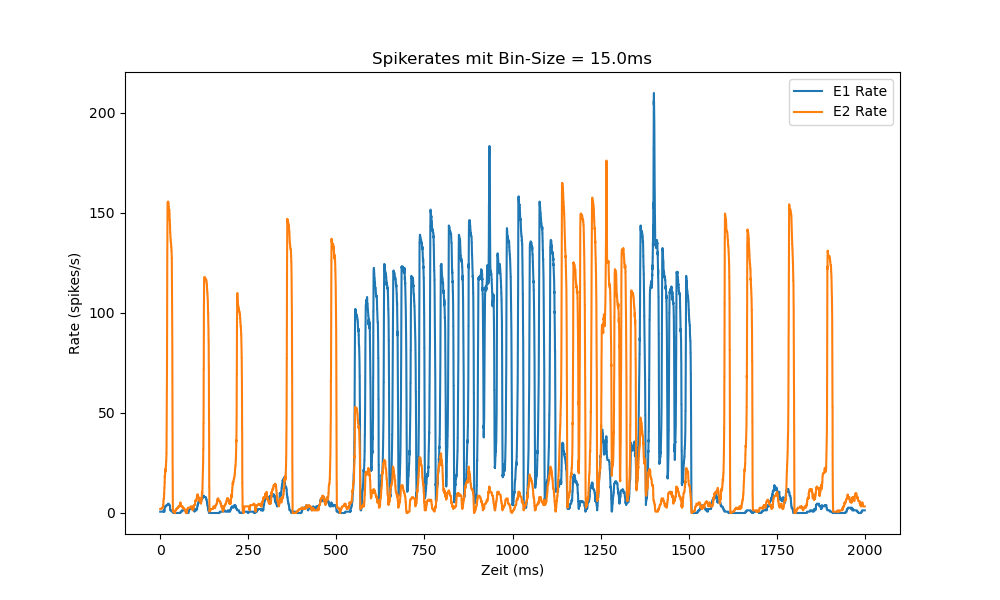 Spikerates mit Bin-Size = 15.0ms
E1 Rate
E2 Rate
Rate (spikes/s)
200
150
100
50
0
0 250 500 750 1000 1250 1500 1750 2000
Zeit (ms)